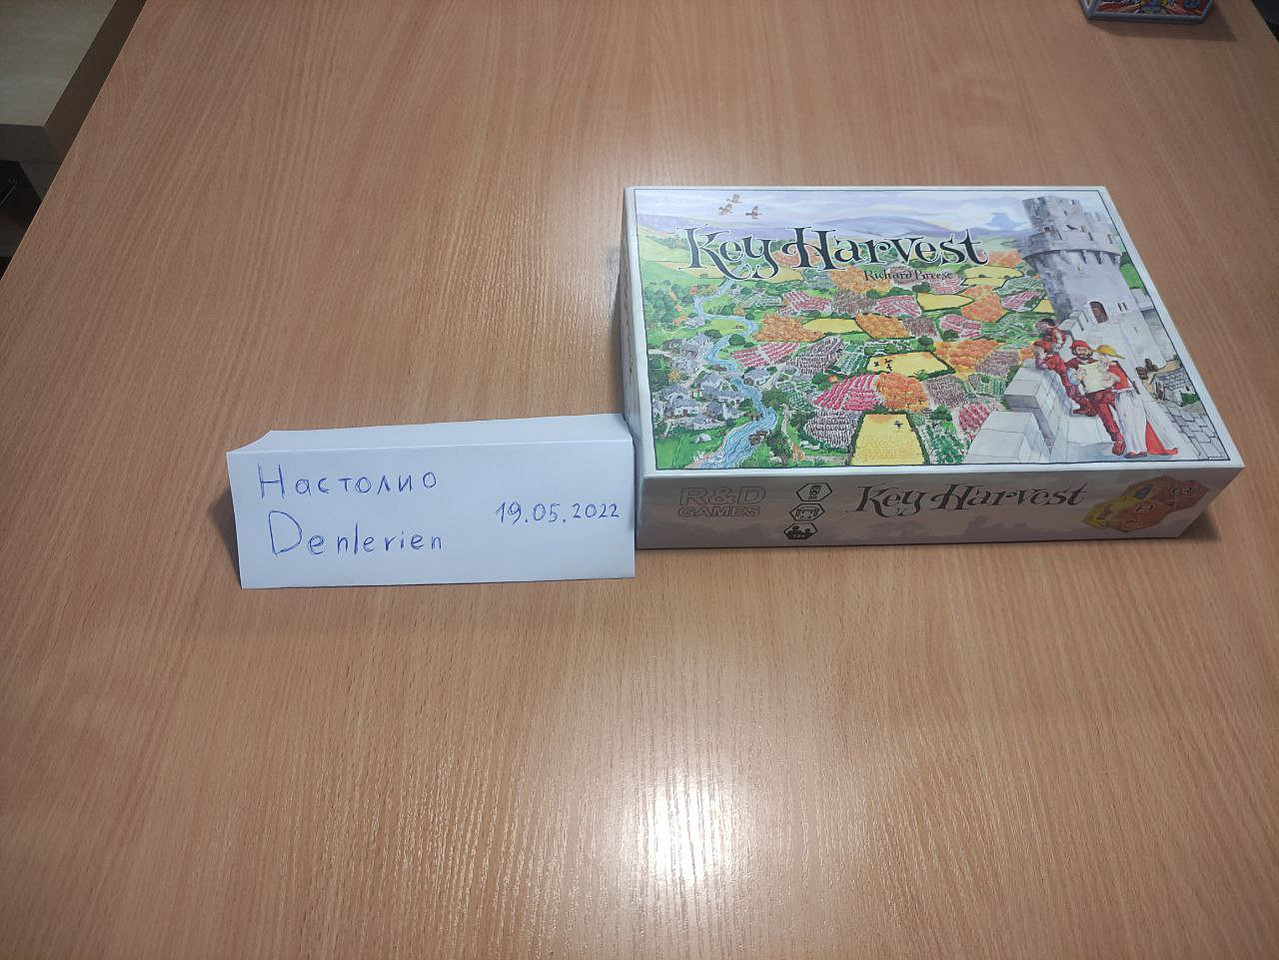 Key Harvest
Richard Breese
Настолио
19.05.2022
Denlerien
R&D
GAMES
Key Harvest